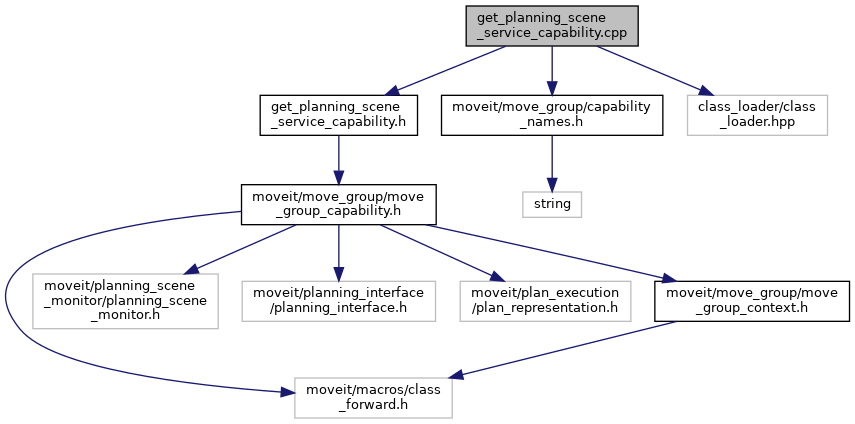 get_planning_scene
_service_capability.cpp
get_planning_scene
_service_capability.h
moveit/move_group/capability
_names.h
class_loader/class
_loader.hpp
moveit/move_group/move
_group_capability.h
string
moveit/planning_scene
_monitor/planning_scene
_monitor.h
moveit/planning_interface
/planning_interface.h
moveit/plan_execution
/plan_representation.h
moveit/move_group/move
_group_context.h
moveit/macros/class
_forward.h